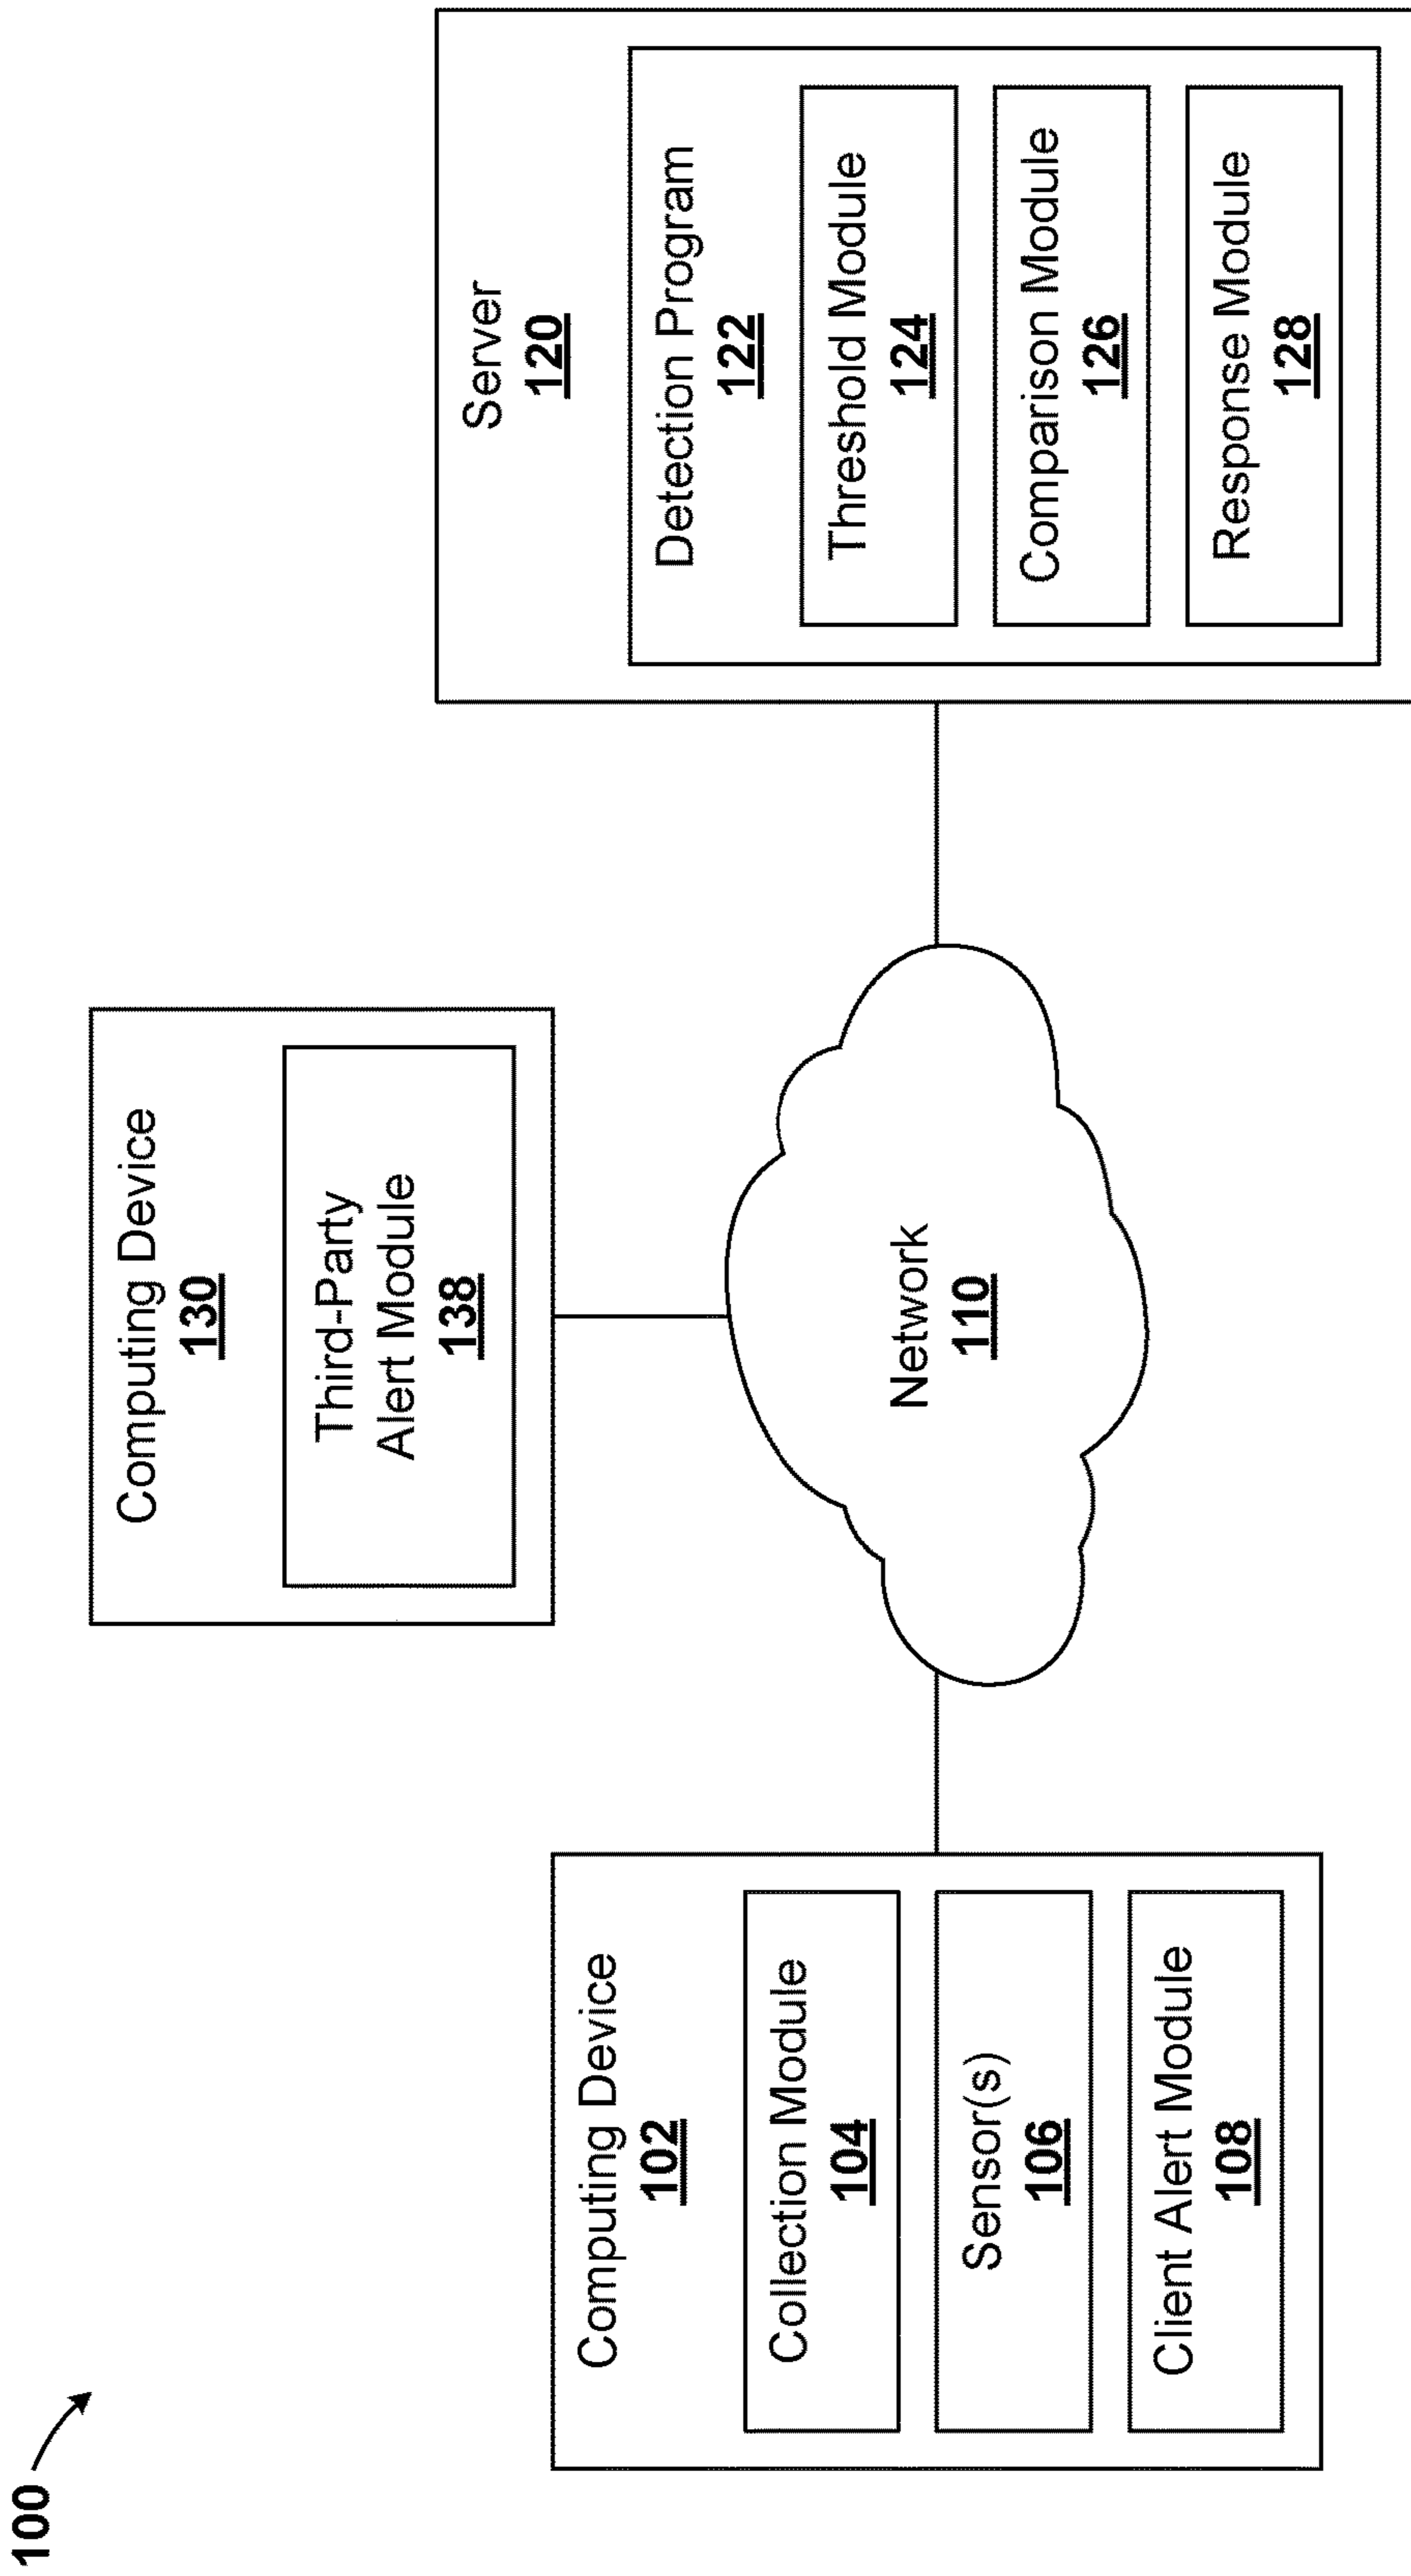 100
Computing Device
102
Collection Module
104
Sensor(s)
106
Client Alert Module
108
Computing Device
130
Third-Party
Alert Module
138
Network
110
Server
120
Detection Program
122
Threshold Module
124
Comparison Module
126
Response Module
128